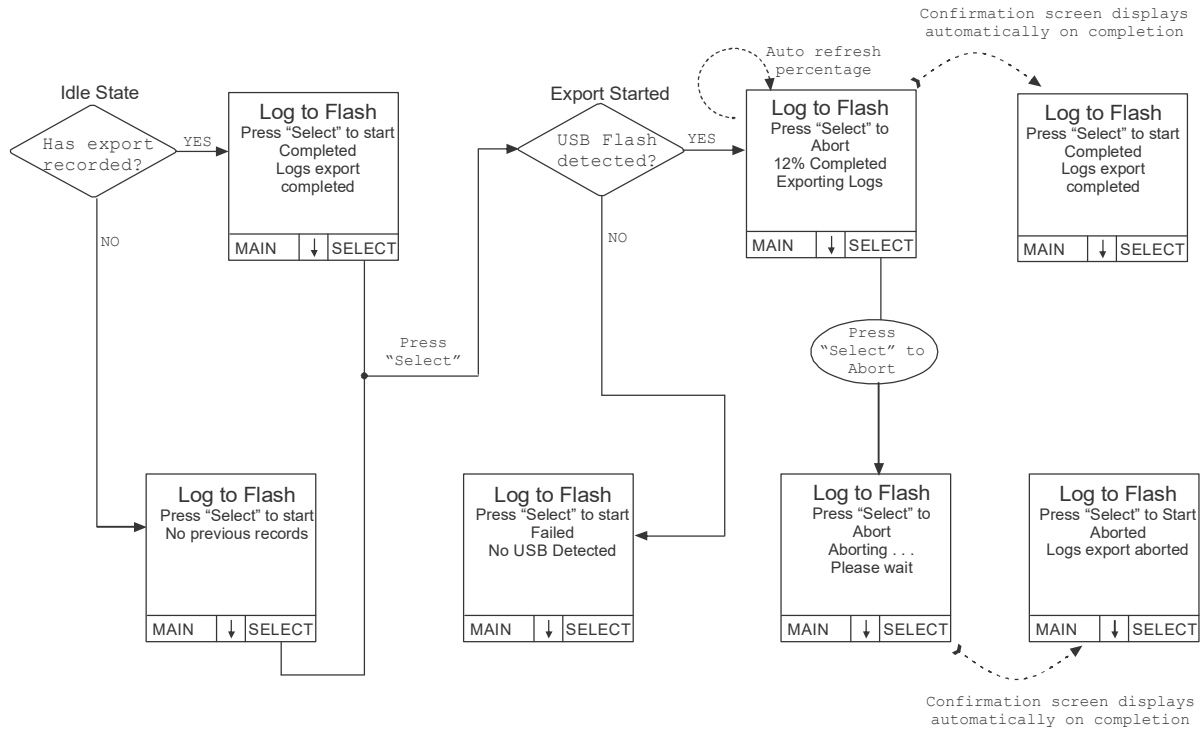 Confirmation screen displays
automatically on completion
Auto refresh
percentage
Idle State
Has export
recorded?
YES
NO
Log to Flash
Press “Select” to start
Completed
Logs export
completed
MAIN ↓ SELECT
Press
“Select”
Export Started
USB Flash
detected?
YES
NO
Log to Flash
Press “Select” to
Abort
12% Completed
Exporting Logs
MAIN ↓ SELECT
Log to Flash
Press “Select” to start
Completed
Logs export
completed
MAIN ↓ SELECT
Press
“Select” to
Abort
Log to Flash
Press “Select” to start
No previous records
MAIN ↓ SELECT
Log to Flash
Press “Select” to start
Failed
No USB Detected
MAIN ↓ SELECT
Log to Flash
Press “Select” to
Abort
Aborting . . .
Please wait
MAIN ↓ SELECT
Log to Flash
Press “Select” to Start
Aborted
Logs export aborted
MAIN ↓ SELECT
Confirmation screen displays
automatically on completion